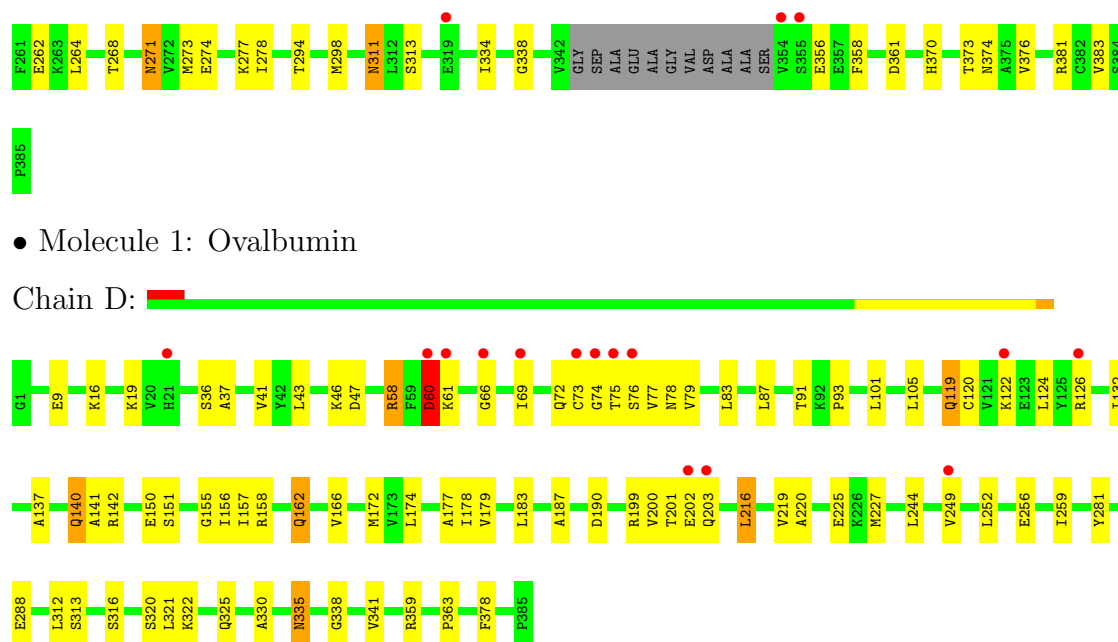 F261 E262 K263 L264 T268 N271 V272 M273 E274 K277 I278 T294 M298 N311 L312 S313 E319 I334 G338 V342 GLY SEP ALA GLU ALA GLY VAL ASP ALA ALA SER V354 S355 E356 E357 F358 D361 H370 T373 N374 A375 V376 R381 C382 V383 S384
P385
• Molecule 1: Ovalbumin
Chain D:
G1 E9 K16 K19 V20 H21 S36 A37 V41 Y42 L43 K46 D47 R58 F59 D60 K61 G66 I69 Q72 C73 G74 T75 S76 V77 N78 V79 L83 L87 T91 K92 P93 L101 L105 Q119 C120 V121 K122 E123 L124 Y125 R126 I132
A137 Q140 A141 R142 E150 S151 G155 I156 I157 R158 Q162 V166 M172 V173 L174 A177 I178 V179 L183 A187 D190 R199 V200 T201 E202 Q203 L216 V219 A220 E225 K226 M227 L244 V249 L252 E256 I259 Y281
E288 L312 S313 S316 S320 L321 K322 Q325 A330 N335 G338 V341 R359 P363 F378 P385